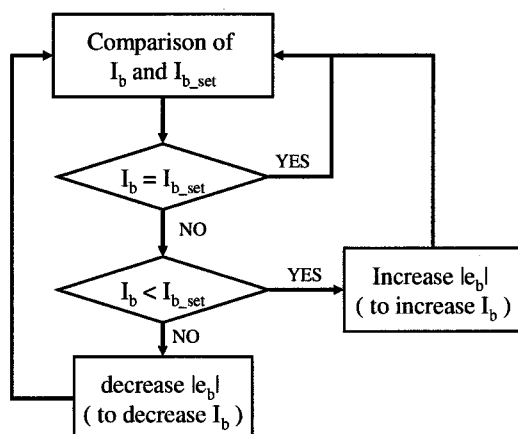 Comparison of
I_b and I_b_set
I_b = I_b_set
YES
NO
I_b < I_b_set
YES
Increase |e_b|
( to increase I_b )
NO
decrease |e_b|
( to decrease I_b )